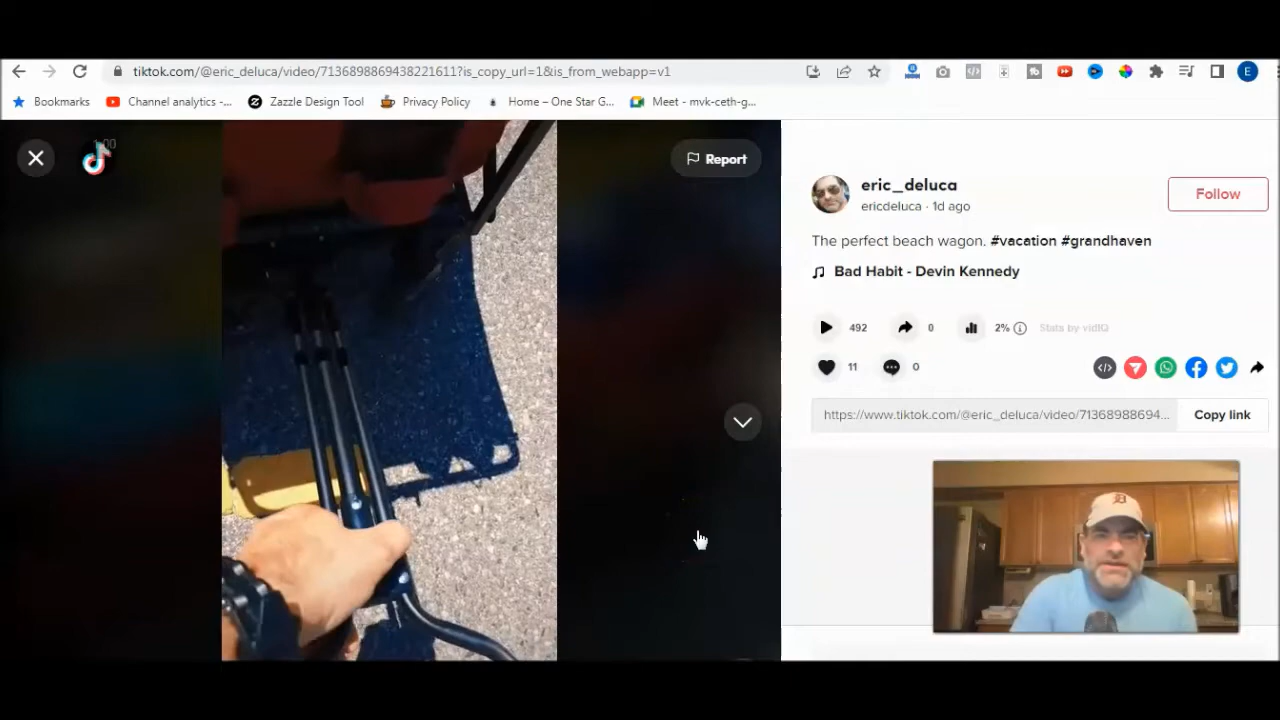 tiktok.com/@eric_deluca/video/7136898869438221611?is_copy_url=1&is_from_webapp=v1
E
Bookmarks
Channel analytics -...
Zazzle Design Tool
Privacy Policy
Home – One Star G...
Meet - mvk-ceth-g...
Report
eric_deluca
ericdeluca · 1d ago
Follow
The perfect beach wagon. #vacation #grandhaven
Bad Habit - Devin Kennedy
492
0
2%
Stats by vidIQ
11
0
https://www.tiktok.com/@eric_deluca/video/71368988694...
Copy link